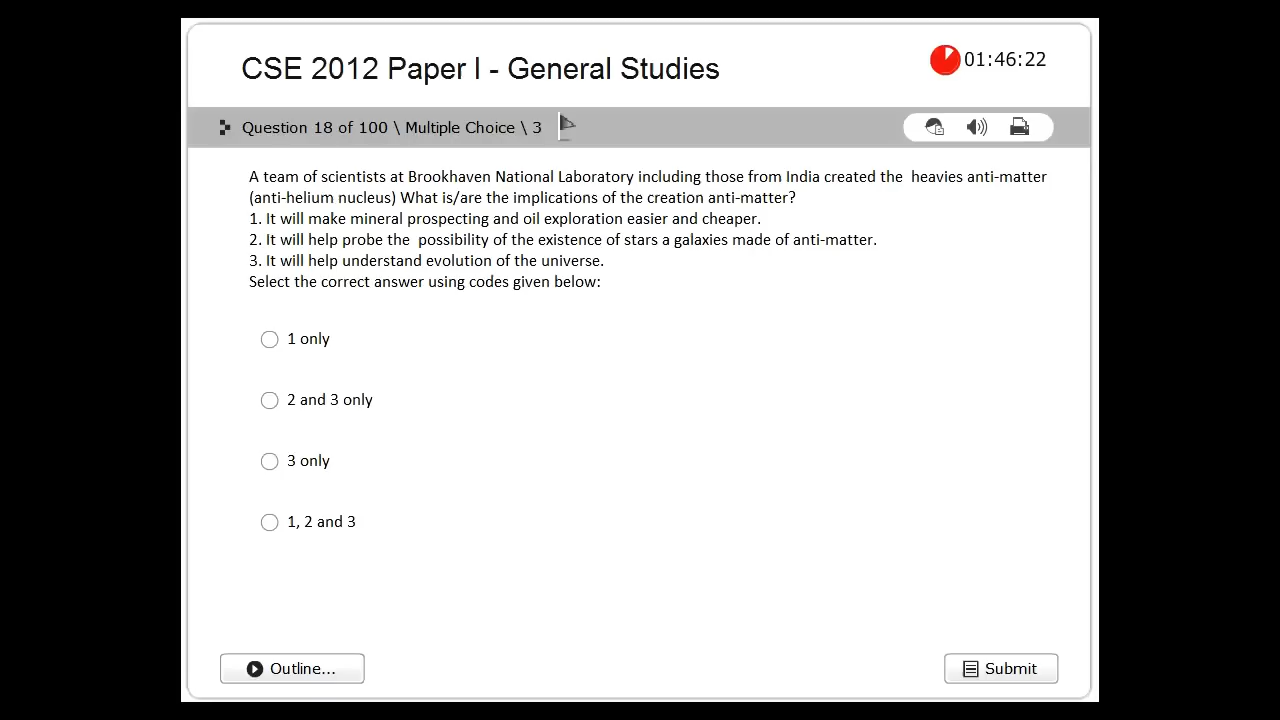 CSE 2012 Paper I - General Studies
01:46:22
Question 18 of 100 \ Multiple Choice \ 3
A team of scientists at Brookhaven National Laboratory including those from India created the  heavies anti-matter
(anti-helium nucleus) What is/are the implications of the creation anti-matter?
1. It will make mineral prospecting and oil exploration easier and cheaper.
2. It will help probe the  possibility of the existence of stars a galaxies made of anti-matter.
3. It will help understand evolution of the universe.
Select the correct answer using codes given below:
1 only
2 and 3 only
3 only
1, 2 and 3
Outline...
Submit